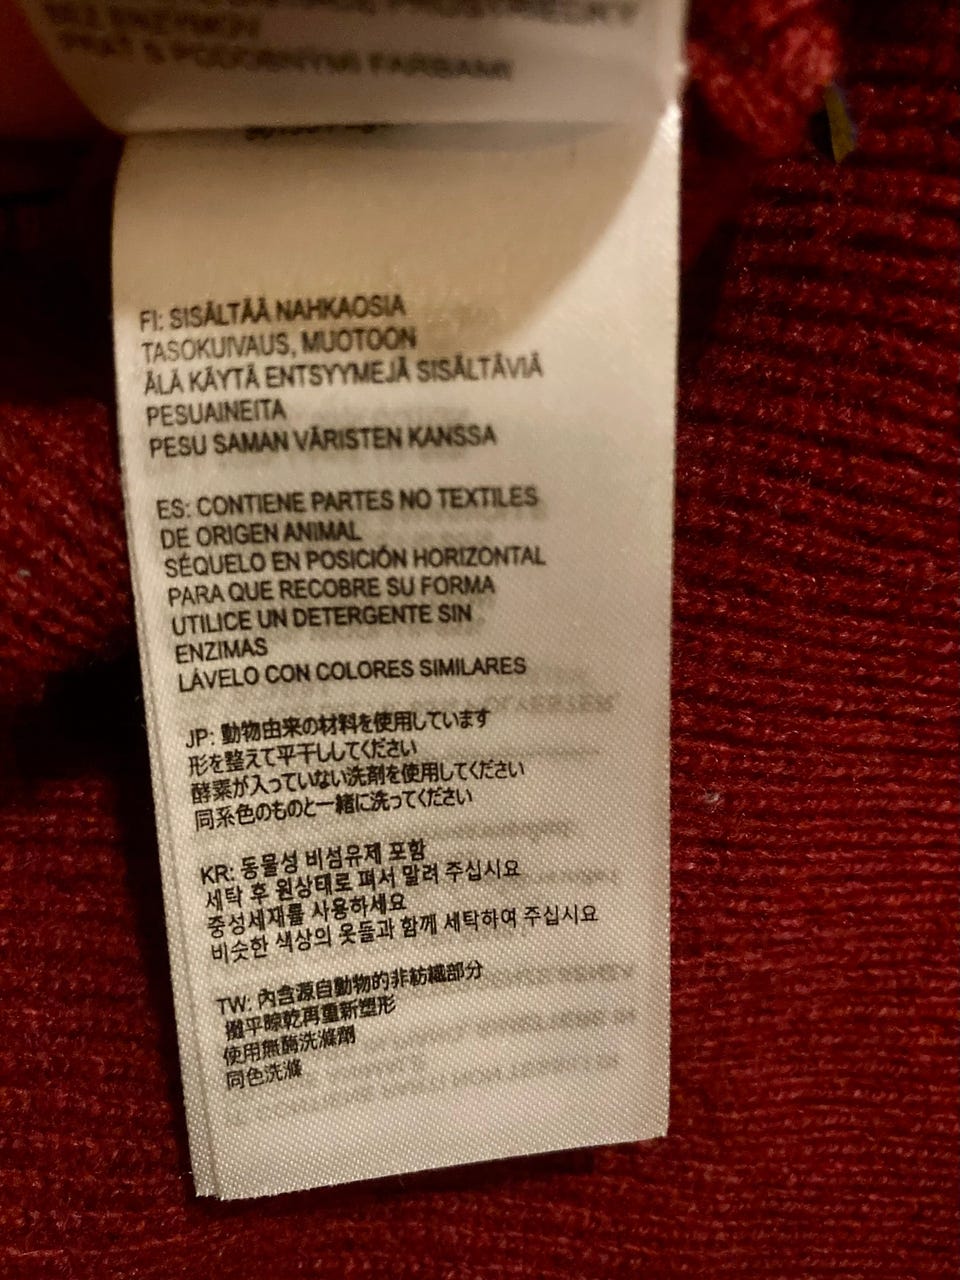 PRAŤ S PODOBNÝMI FARBAMI
FI: SISÄLTÄÄ NAHKAOSIA
TASOKUIVAUS, MUOTOON
ÄLÄ KÄYTÄ ENTSYYMEJÄ SISÄLTÄVIÄ
PESUAINEITA
PESU SAMAN VÄRISTEN KANSSA
ES: CONTIENE PARTES NO TEXTILES
DE ORIGEN ANIMAL
SÉQUELO EN POSICIÓN HORIZONTAL
PARA QUE RECOBRE SU FORMA
UTILICE UN DETERGENTE SIN
ENZIMAS
LÁVELO CON COLORES SIMILARES
JP: 動物由来の材料を使用しています
形を整えて平干ししてください
酵素が入っていない洗剤を使用してください
同系色のものと一緒に洗ってください
KR: 동물성 비섬유제 포함
세탁 후 원상태로 펴서 말려 주십시요
중성세재를 사용하세요
비슷한 색상의 옷들과 함께 세탁하여 주십시요
TW: 內含源自動物的非紡織部分
攤平晾乾再重新塑形
使用無酶洗滌劑
同色洗滌